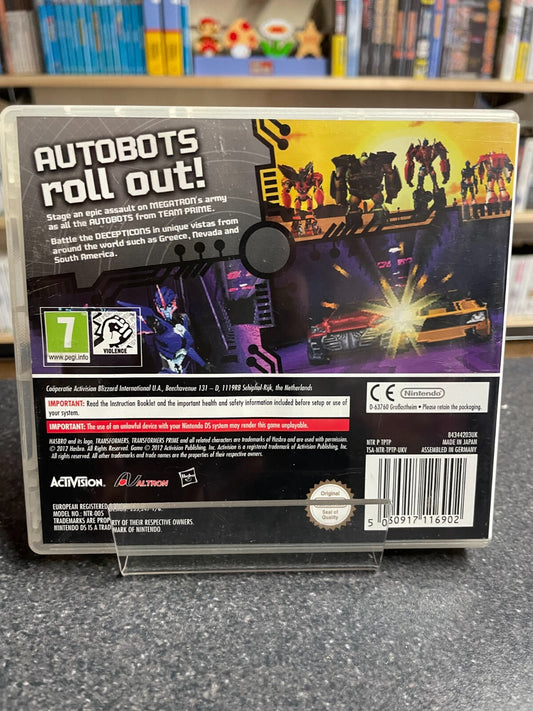 AUTOBOTS
roll out!
Stage an epic assault on MEGATRON's army
as all the AUTOBOTS from TEAM PRIME.
Battle the DECEPTICONS in unique vistas from
around the world such as Greece, Nevada and
South America.
7
www.pegi.info
VIOLENCE
Coöperatie Activision Blizzard International U.A., Beechavenue 131 – D, 1119RB Schiphol-Rijk, the Netherlands
IMPORTANT: Read the Instruction Booklet and the important health and safety information included before setup or use of
your system.
IMPORTANT: The use of an unlawful device with your Nintendo DS system may render this game unplayable.
CE
Nintendo
D-63760 Großostheim • Please retain the packaging.
HASBRO and its logo, TRANSFORMERS, TRANSFORMERS PRIME and all related characters are trademarks of Hasbro and are used with permission.
© 2012 Hasbro. All Rights Reserved. Game © 2012 Activision Publishing, Inc. Activision is a registered trademark of Activision Publishing, Inc.
All rights reserved. All other trademarks and trade names are the properties of their respective owners.
84344203UK
NTR P TPTP
MADE IN JAPAN
TSA-NTR-TPTP-UKV
ASSEMBLED IN GERMANY
ACTIVISION
ALTRON
Hasbro
Original
Nintendo
Seal of
Quality
EUROPEAN REGISTERED
MODEL NO.: NTR-005
TRADEMARKS ARE PROP RTY OF THEIR RESPECTIVE OWNERS.
NINTENDO DS IS A TRADEM OF NINTENDO.
5 030917 116902